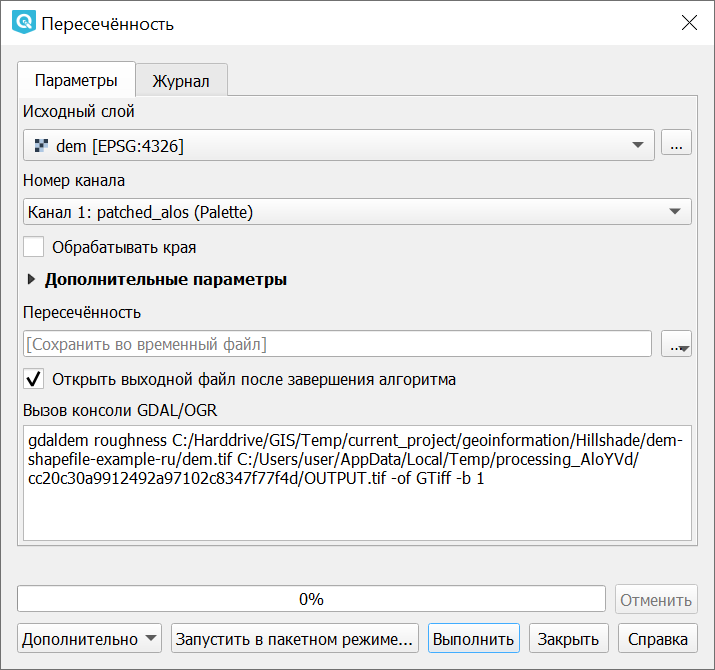 Пересечённость
Параметры
Журнал
Исходный слой
dem [EPSG:4326]
...
Номер канала
Канал 1: patched_alos (Palette)
Обрабатывать края
Дополнительные параметры
Пересечённость
[Сохранить во временный файл]
...
Открыть выходной файл после завершения алгоритма
Вызов консоли GDAL/OGR
gdaldem roughness C:/Harddrive/GIS/Temp/current_project/geoinformation/Hillshade/dem-
shapefile-example-ru/dem.tif C:/Users/user/AppData/Local/Temp/processing_AloYVd/
cc20c30a9912492a97102c8347f77f4d/OUTPUT.tif -of GTiff -b 1
0%
Отменить
Дополнительно
Запустить в пакетном режиме...
Выполнить
Закрыть
Справка